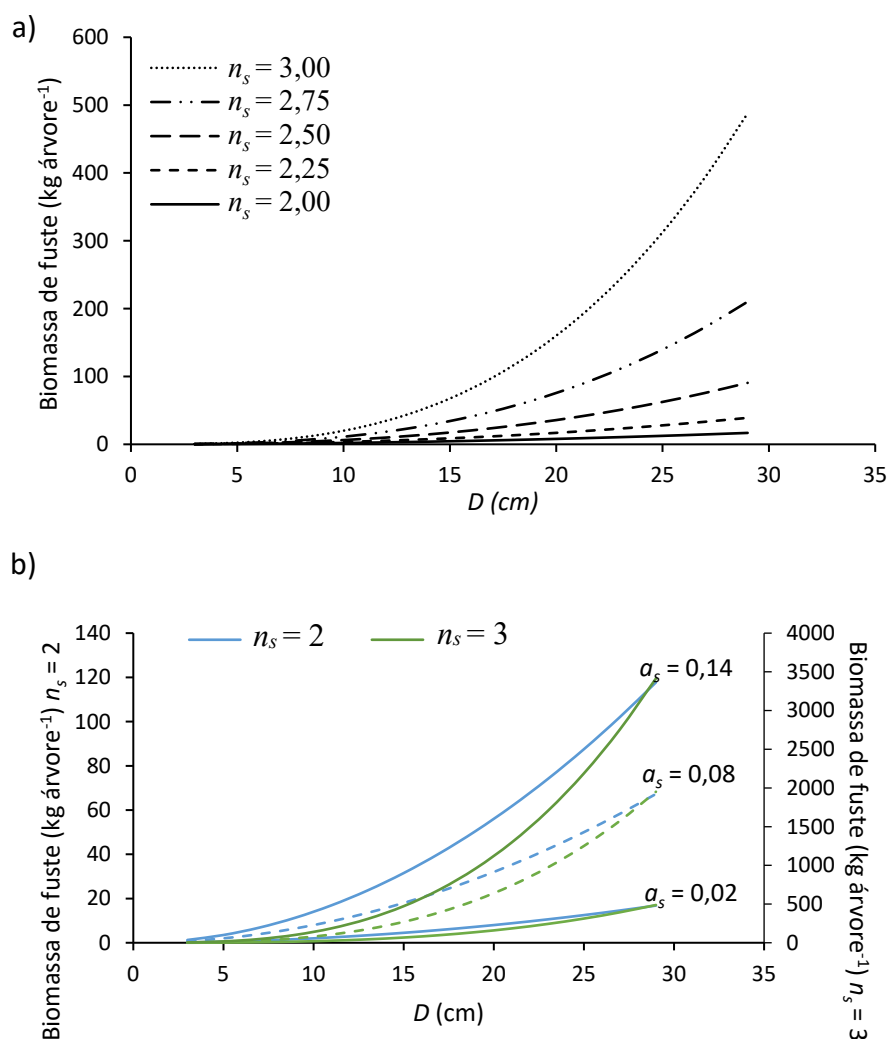 a)
Biomassa de fuste (kg árvore⁻¹)
600
500
400
300
200
100
0
nₛ = 3,00
nₛ = 2,75
nₛ = 2,50
nₛ = 2,25
nₛ = 2,00
0 5 10 15 20 25 30 35
D (cm)
b)
Biomassa de fuste (kg árvore⁻¹) nₛ = 2
140
120
100
80
60
40
20
0
nₛ = 2 nₛ = 3
aₛ = 0,14
aₛ = 0,08
aₛ = 0,02
4000
3500
3000
2500
2000
1500
1000
500
0
Biomassa de fuste (kg árvore⁻¹) nₛ = 3
0 5 10 15 20 25 30 35
D (cm)